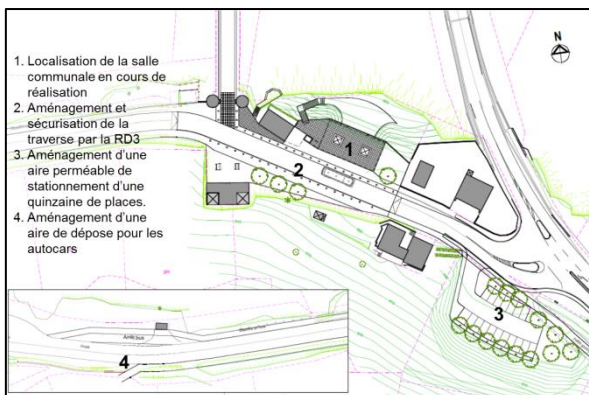 N
1. Localisation de la salle
communale en cours de
réalisation
2. Aménagement et
sécurisation de la
traverse par la RD3
3. Aménagement d'une
aire perméable de
stationnement d'une
quinzaine de places.
4. Aménagement d'une
aire de dépose pour les
autocars
1
2
3
4